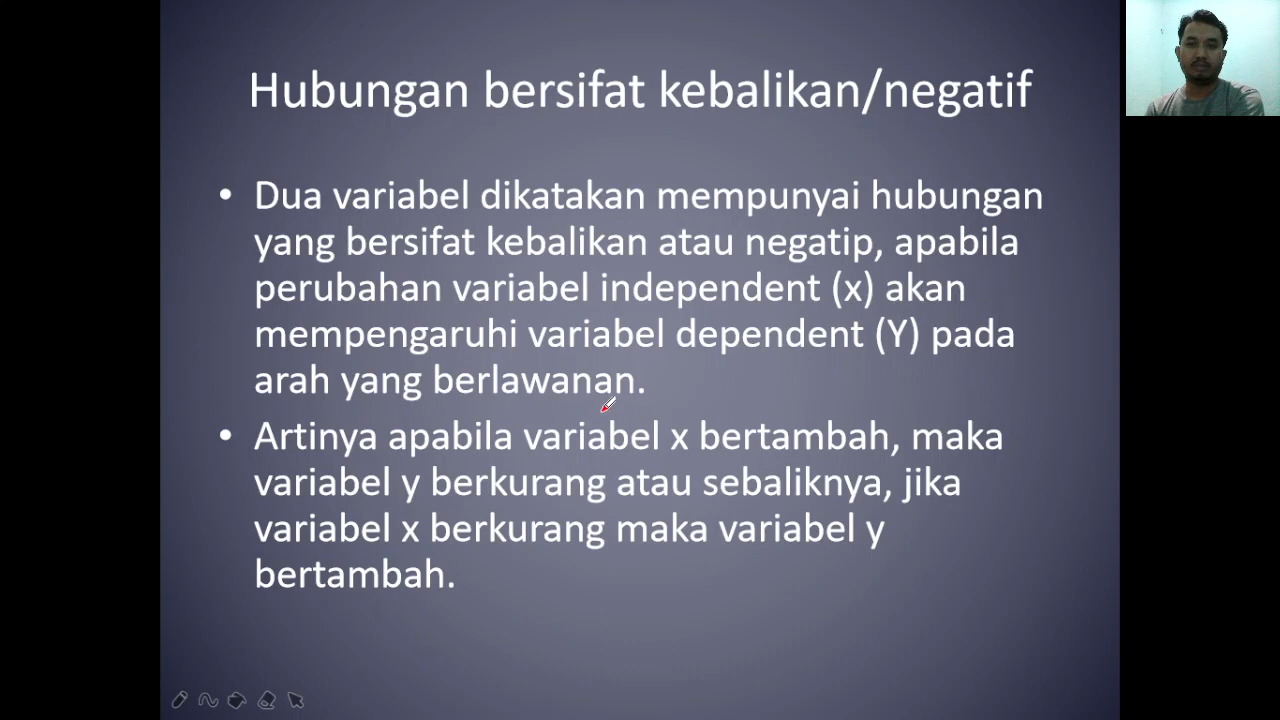 Hubungan bersifat kebalikan/negatif
• Dua variabel dikatakan mempunyai hubungan
yang bersifat kebalikan atau negatip, apabila
perubahan variabel independent (x) akan
mempengaruhi variabel dependent (Y) pada
arah yang berlawanan.
• Artinya apabila variabel x bertambah, maka
variabel y berkurang atau sebaliknya, jika
variabel x berkurang maka variabel y
bertambah.